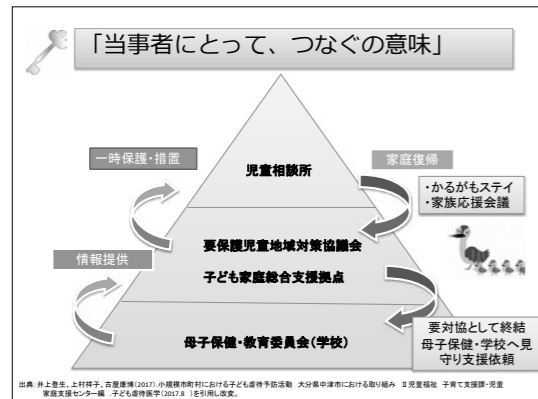 「当事者にとって、つなぐの意味」
一時保護・措置
児童相談所
家庭復帰
・かるがもステイ
・家族応援会議
情報提供
要保護児童地域対策協議会
子ども家庭総合支援拠点
母子保健・教育委員会(学校)
要対協として終結
母子保健・学校へ見
守り支援依頼
出典：井上登生、上村祥子、古屋康博(2017).小規模市町村における子ども虐待予防活動 大分県中津市における取り組み Ⅱ児童福祉 子育て支援課・児童
家庭支援センター編 .子ども虐待医学(2017.8 )を引用し改変。